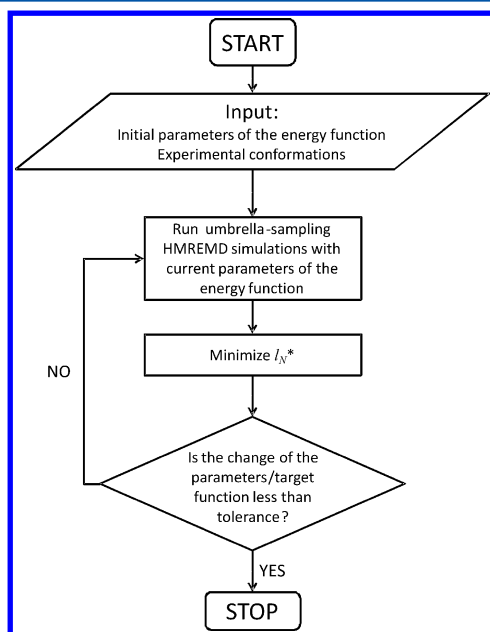 START
Input:
Initial parameters of the energy function
Experimental conformations
Run umbrella-sampling
HMREMD simulations with
current parameters of the
energy function
Minimize l_N*
NO
Is the change of the
parameters/target
function less than
tolerance?
YES
STOP